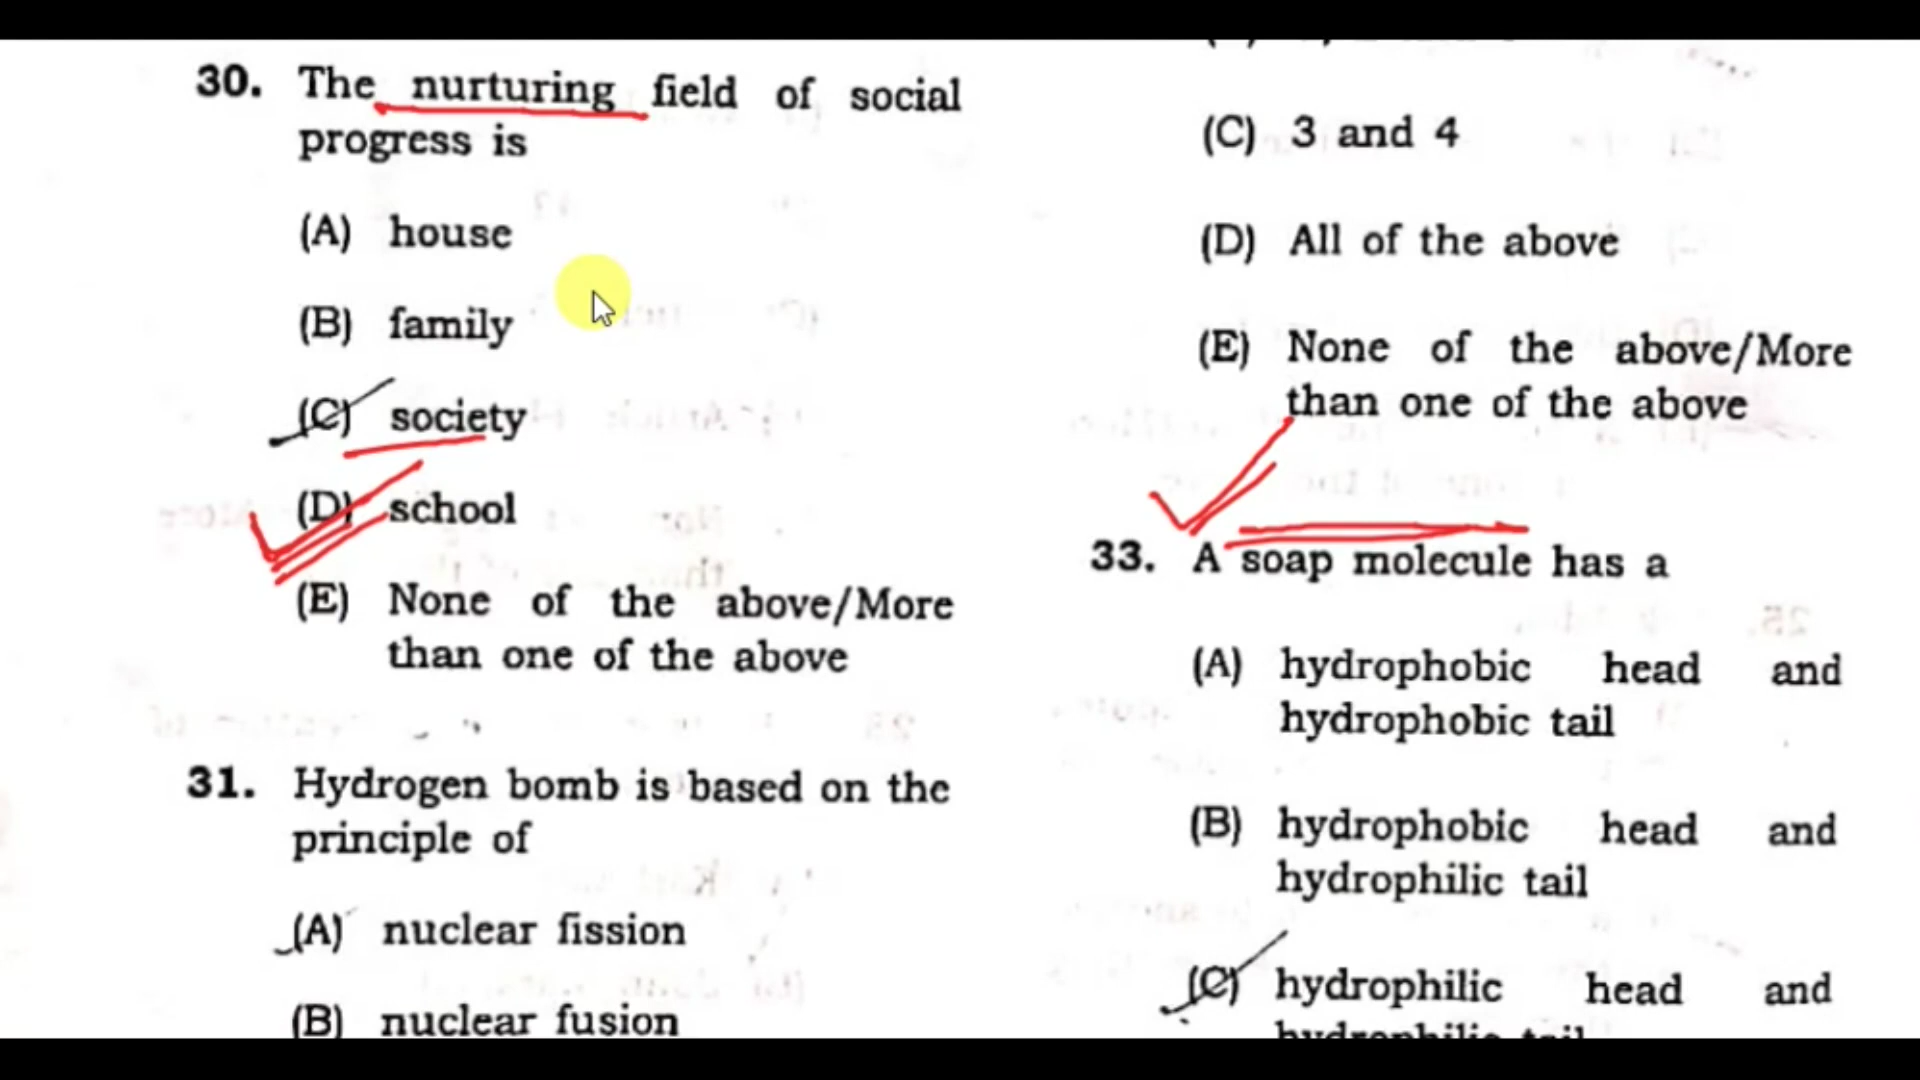 30. The nurturing field of social
progress is
(A) house
(B) family
(C) society
(D) school
(E) None of the above/More
than one of the above
31. Hydrogen bomb is based on the
principle of
(A) nuclear fission
(B) nuclear fusion
(C) 3 and 4
(D) All of the above
(E) None of the above/More
than one of the above
33. A soap molecule has a
(A) hydrophobic head and
hydrophobic tail
(B) hydrophobic head and
hydrophilic tail
(C) hydrophilic head and